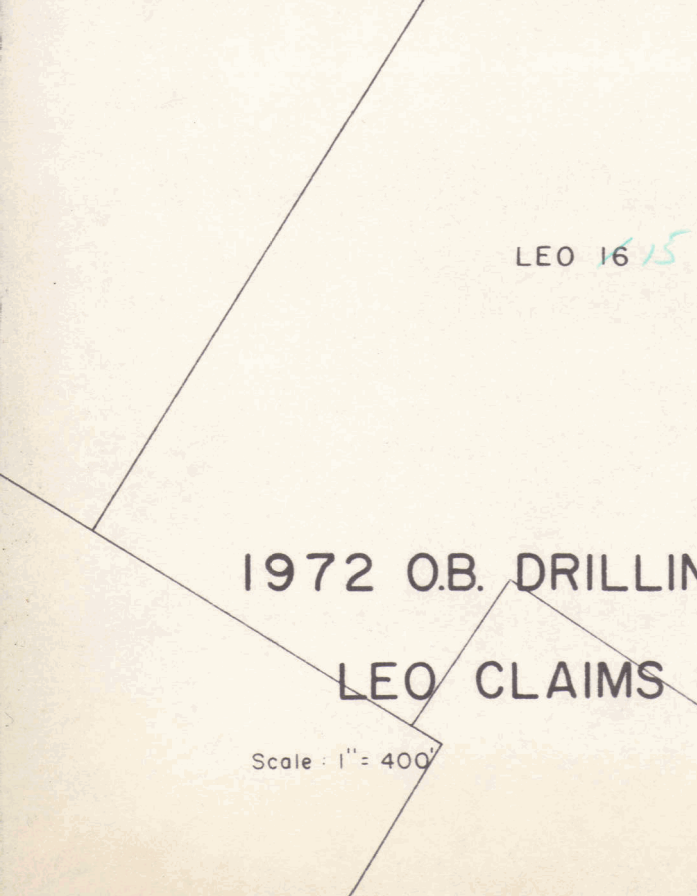 LEO 16 15
1972 O.B. DRILLIN
LEO CLAIMS
Scale : 1" = 400'